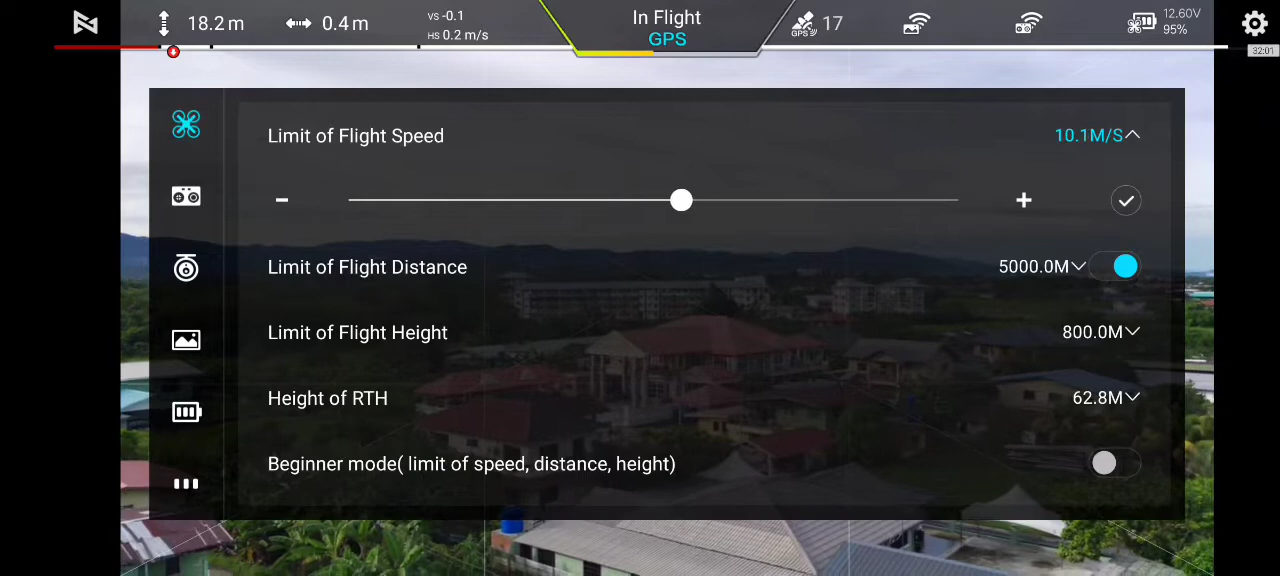 18.2 m
0.4 m
VS -0.1
HS 0.2 m/s
In Flight
GPS
GPS
17
12.60V
95%
32:01
Limit of Flight Speed
10.1M/S
Limit of Flight Distance
5000.0M
Limit of Flight Height
800.0M
Height of RTH
62.8M
Beginner mode( limit of speed, distance, height)